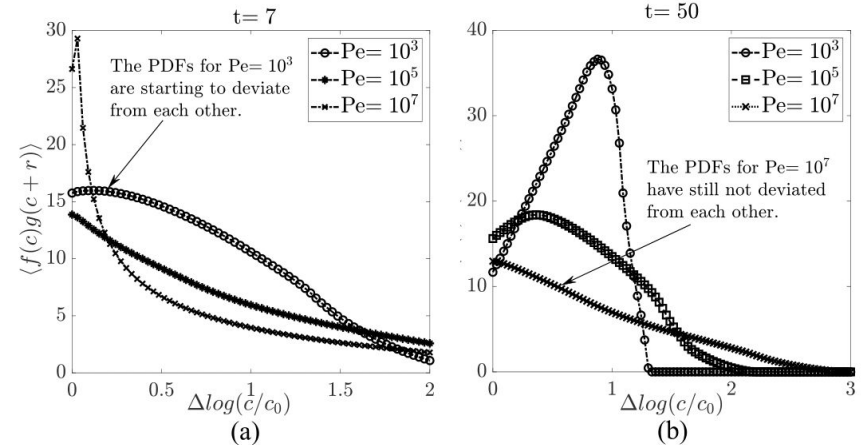 t= 7
30
25
20
15
10
5
0
⟨f(c)g(c + r)⟩
The PDFs for Pe= 10³
are starting to deviate
from each other.
Pe= 10³
Pe= 10⁵
Pe= 10⁷
0 0.5 1 1.5 2
Δlog(c/c₀)
(a)
t= 50
40
30
20
10
0
Pe= 10³
Pe= 10⁵
Pe= 10⁷
The PDFs for Pe= 10⁷
have still not deviated
from each other.
0 1 2 3
Δlog(c/c₀)
(b)